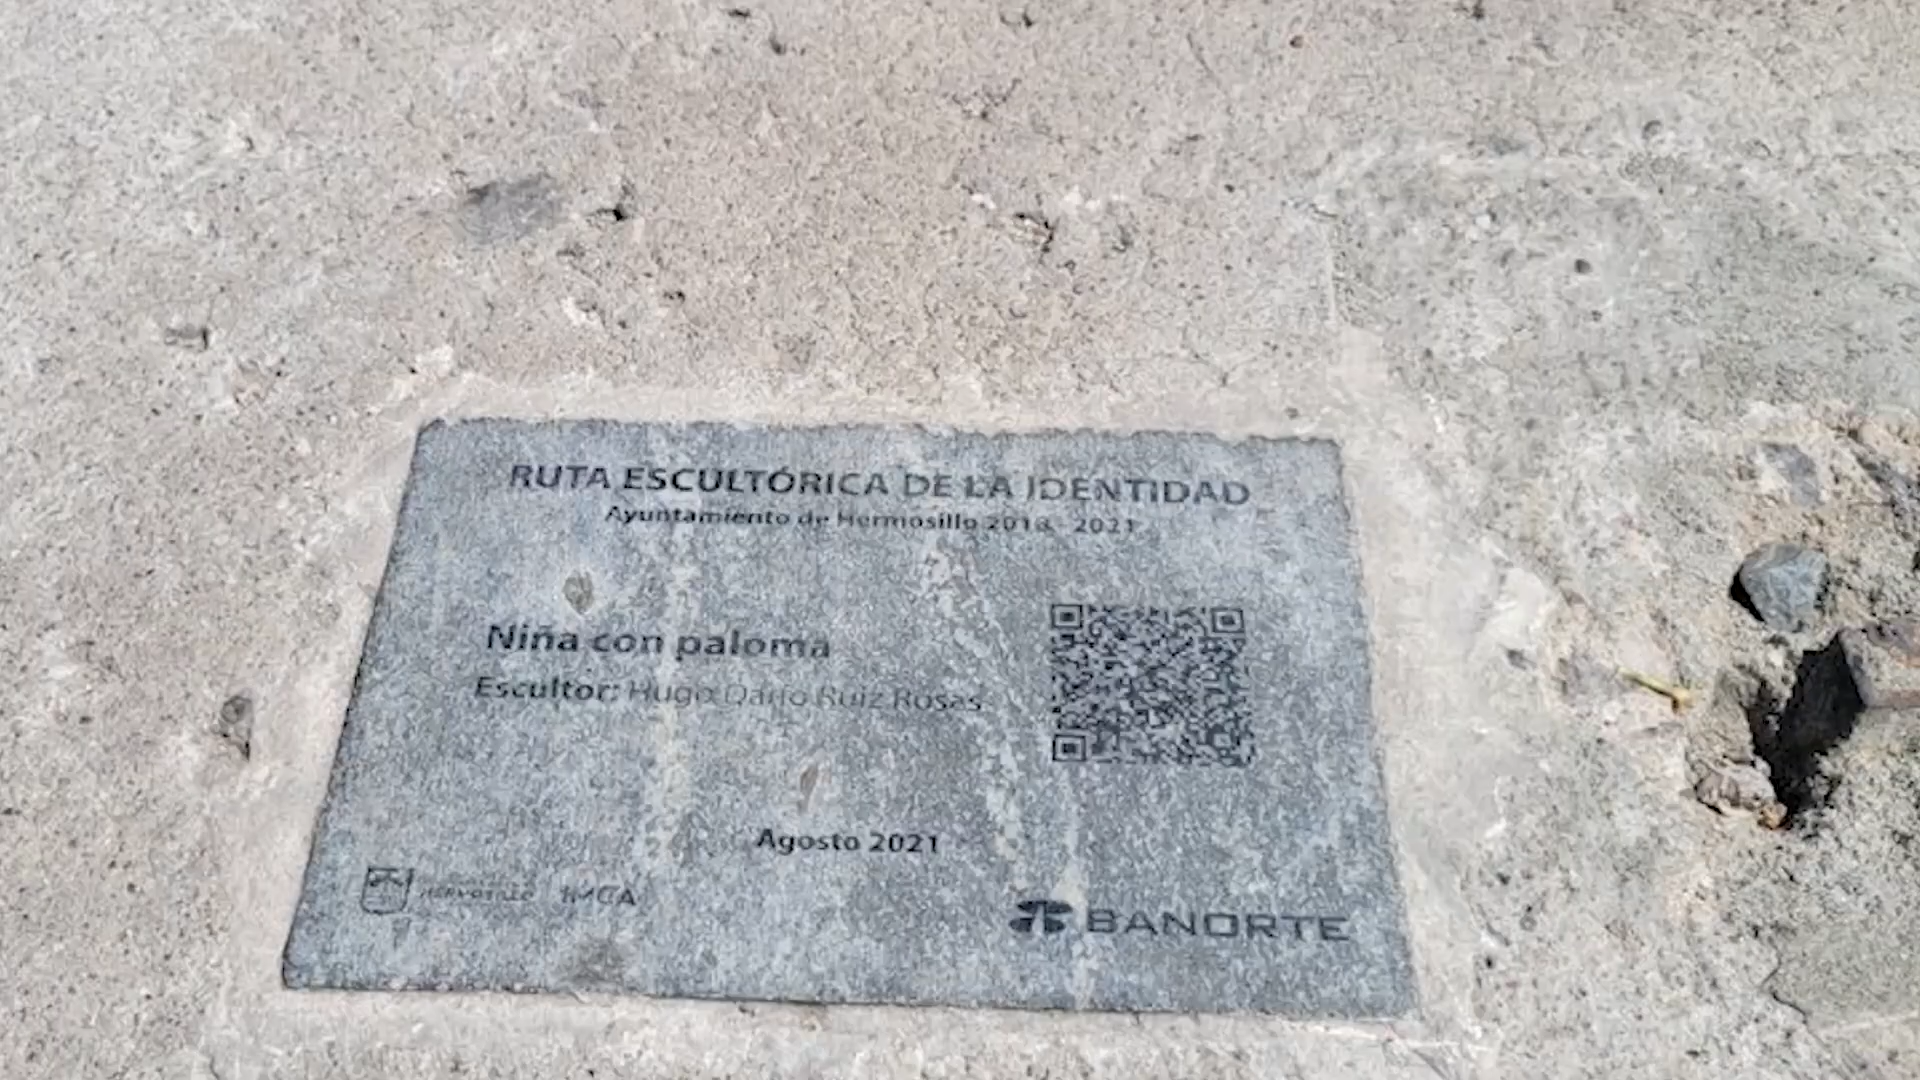 RUTA ESCULTÓRICA DE LA IDENTIDAD
Ayuntamiento de Hermosillo 2018 - 2021
Niña con paloma
Escultor: Hugo Darío Ruiz Rosas
Agosto 2021
HERMOSILLO IMCA
BANORTE